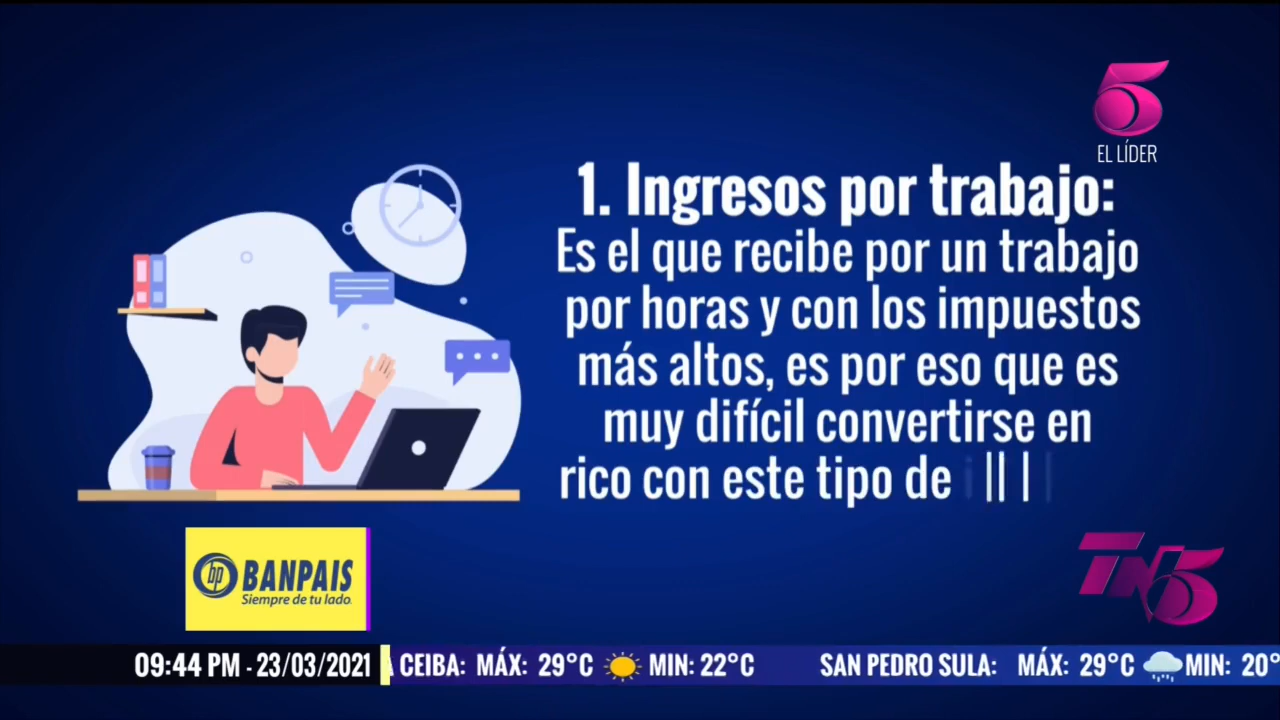 5
EL LÍDER
1. Ingresos por trabajo:
Es el que recibe por un trabajo
por horas y con los impuestos
más altos, es por eso que es
muy difícil convertirse en
rico con este tipo de
bp BANPAIS
Siempre de tu lado.
TN5
09:44 PM - 23/03/2021 A CEIBA: MÁX: 29°C MIN: 22°C SAN PEDRO SULA: MÁX: 29°C MIN: 20°